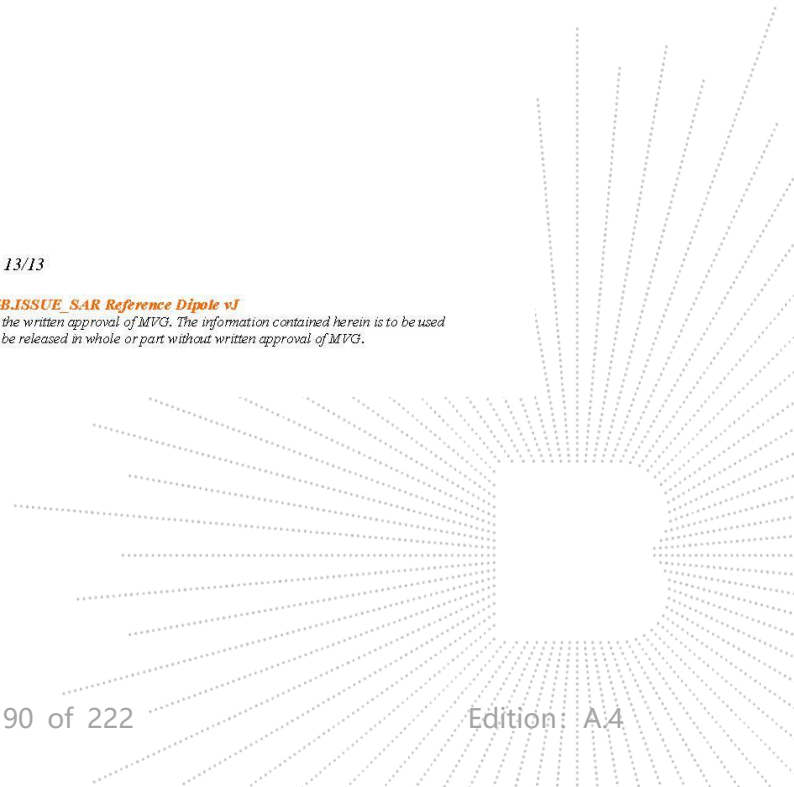 13/13
B.ISSUE_SAR Reference Dipole vJ
the written approval of MVG. The information contained herein is to be used
be released in whole or part without written approval of MVG.
90 of 222 Edition: A.4